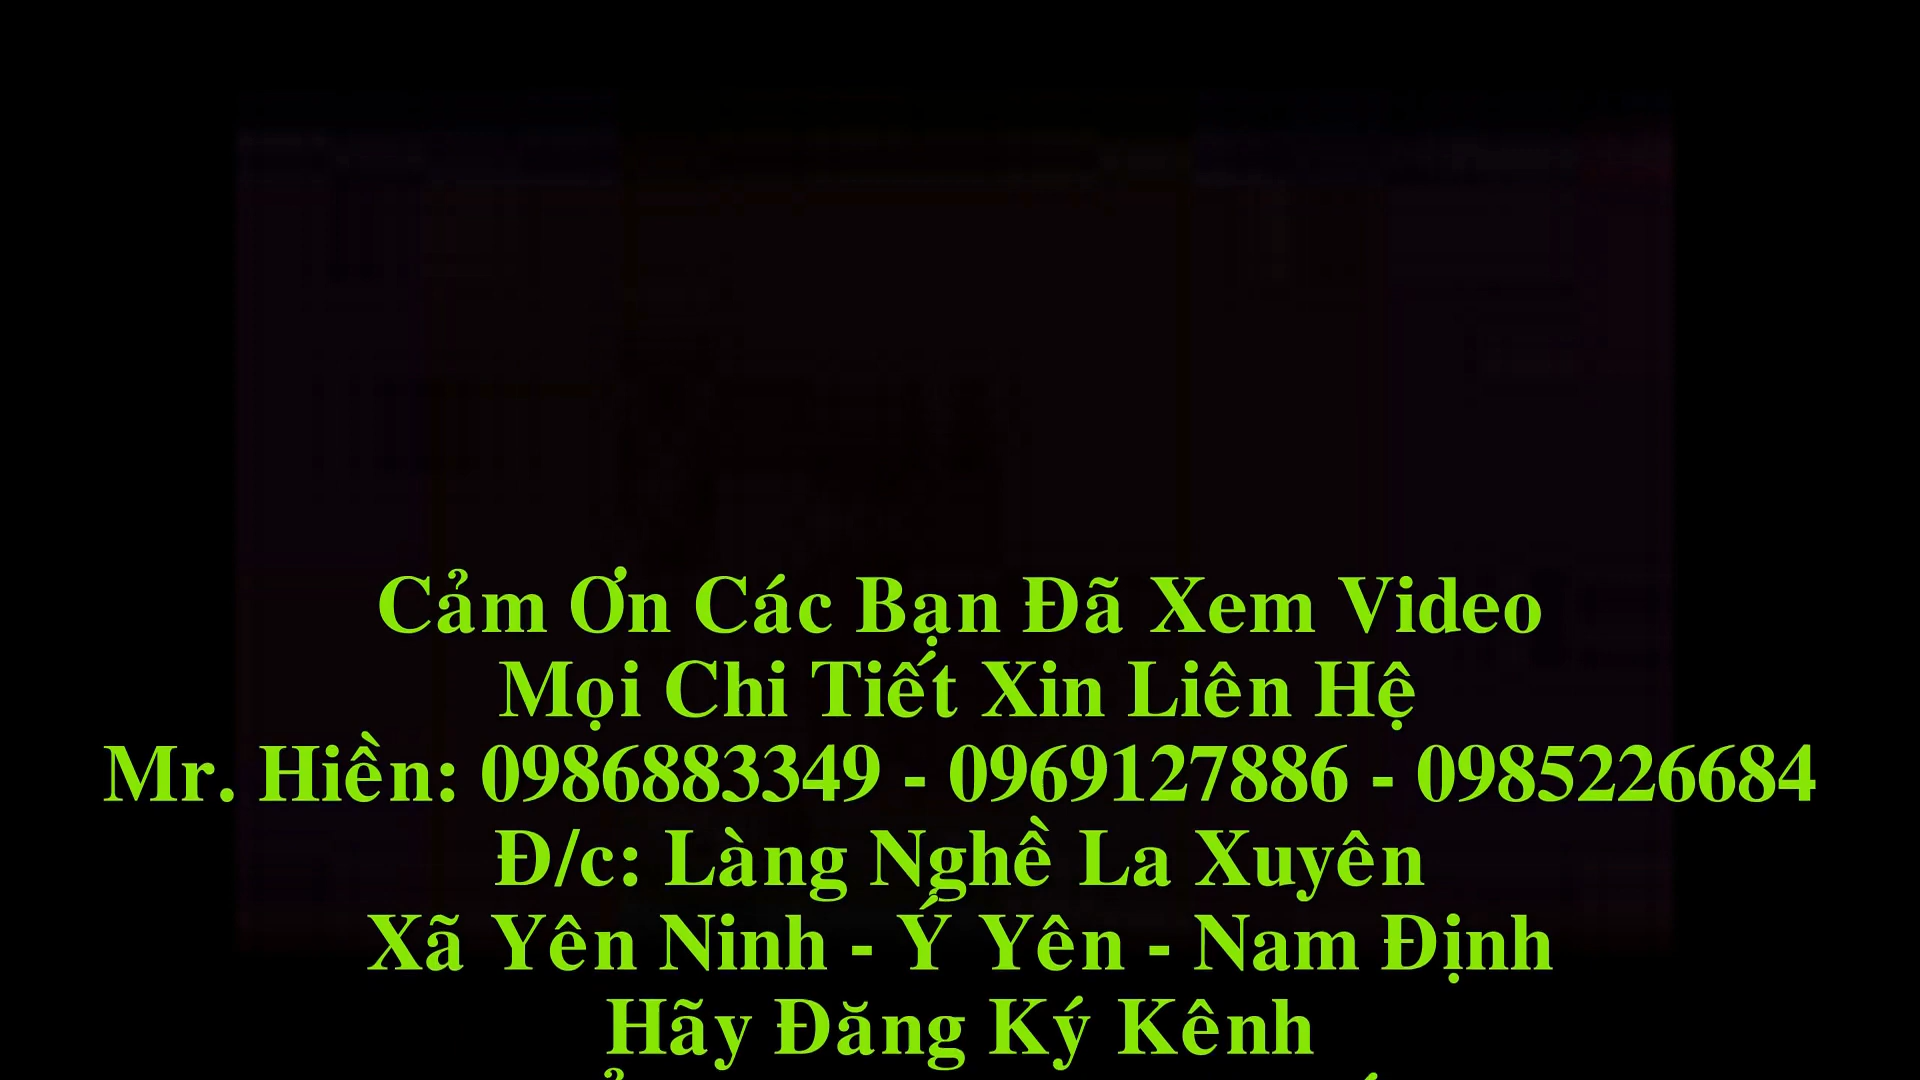 Cảm Ơn Các Bạn Đã Xem Video
Mọi Chi Tiết Xin Liên Hệ
Mr. Hiền: 0986883349 - 0969127886 - 0985226684
Đ/c: Làng Nghề La Xuyên
Xã Yên Ninh - Ý Yên - Nam Định
Hãy Đăng Ký Kênh